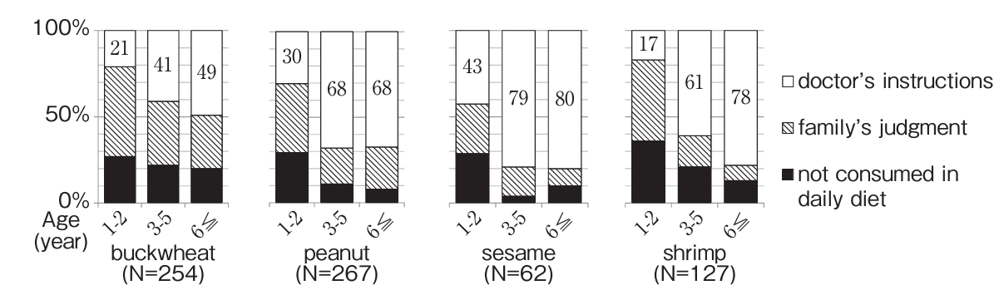 100%
50%
0%
21 41 49
30 68 68
43 79 80
17 61 78
Age
(year)
1-2 3-5 6≦
1-2 3-5 6≦
1-2 3-5 6≦
1-2 3-5 6≦
buckwheat
(N=254)
peanut
(N=267)
sesame
(N=62)
shrimp
(N=127)
doctor's instructions
family's judgment
not consumed in
daily diet